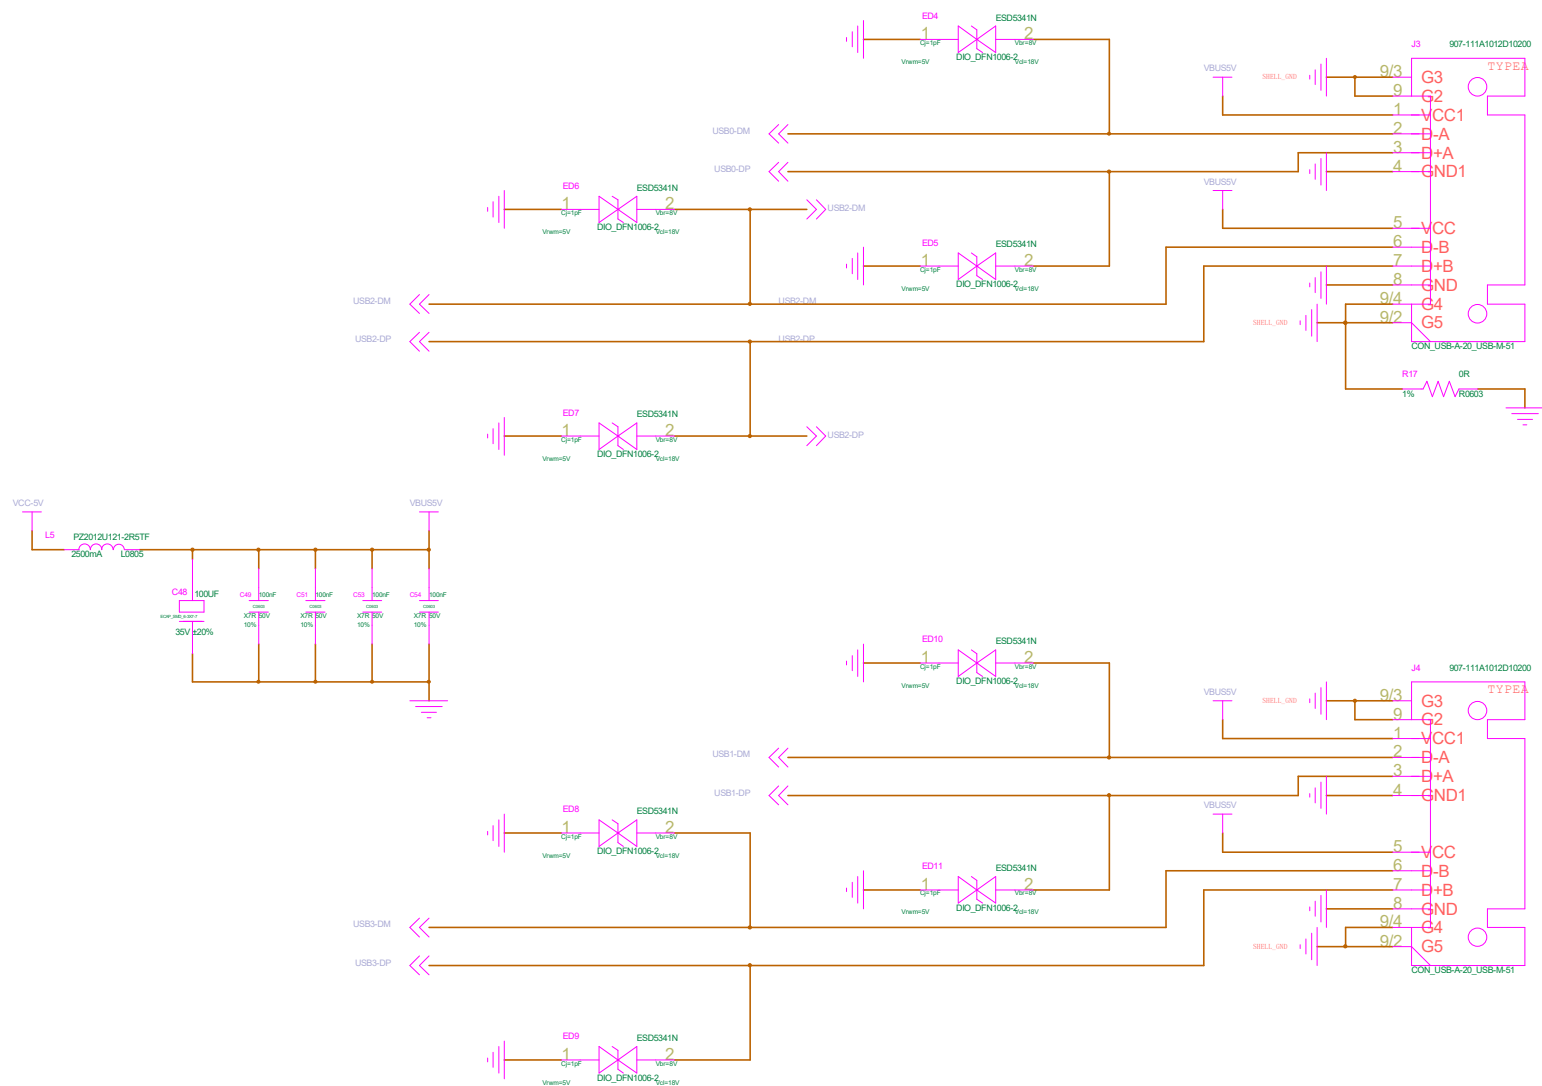 ED4
ESD5341N
1
2
Cj=1pF
Vbr=8V
DIO_DFN1006-2
Vrwm=5V
Vcl=18V
J3
907-111A1012D10200
TYPEA
VBUS5V
SHELL_GND
9/3
G3
9
G2
1
VCC1
USB0-DM
2
D-A
3
D+A
USB0-DP
4
GND1
ED6
ESD5341N
1
2
Cj=1pF
Vbr=8V
DIO_DFN1006-2
Vrwm=5V
Vcl=18V
USB2-DM
VBUS5V
5
VCC
6
D-B
ED5
ESD5341N
1
2
Cj=1pF
Vbr=8V
DIO_DFN1006-2
Vrwm=5V
Vcl=18V
7
D+B
8
GND
USB2-DM
USB2-DM
9/4
G4
SHELL_GND
9/2
G5
USB2-DP
USB2-DP
CON_USB-A-20_USB-M-51
R17
0R
1%
R0603
ED7
ESD5341N
1
2
Cj=1pF
Vbr=8V
DIO_DFN1006-2
Vrwm=5V
Vcl=18V
USB2-DP
VCC-5V
VBUS5V
L5
PZ2012U121-2R5TF
2500mA
L0805
C48
100UF
35V ±20%
C49
100nF
X7R 50V
10%
C51
100nF
X7R 50V
10%
C53
100nF
X7R 50V
10%
C54
100nF
X7R 50V
10%
ED10
ESD5341N
1
2
Cj=1pF
Vbr=8V
DIO_DFN1006-2
Vrwm=5V
Vcl=18V
J4
907-111A1012D10200
TYPEA
VBUS5V
SHELL_GND
9/3
G3
9
G2
1
VCC1
USB1-DM
2
D-A
3
D+A
USB1-DP
4
GND1
ED8
ESD5341N
1
2
Cj=1pF
Vbr=8V
DIO_DFN1006-2
Vrwm=5V
Vcl=18V
VBUS5V
5
VCC
6
D-B
ED11
ESD5341N
1
2
Cj=1pF
Vbr=8V
DIO_DFN1006-2
Vrwm=5V
Vcl=18V
7
D+B
8
GND
USB3-DM
9/4
G4
SHELL_GND
9/2
G5
USB3-DP
CON_USB-A-20_USB-M-51
ED9
ESD5341N
1
2
Cj=1pF
Vbr=8V
DIO_DFN1006-2
Vrwm=5V
Vcl=18V